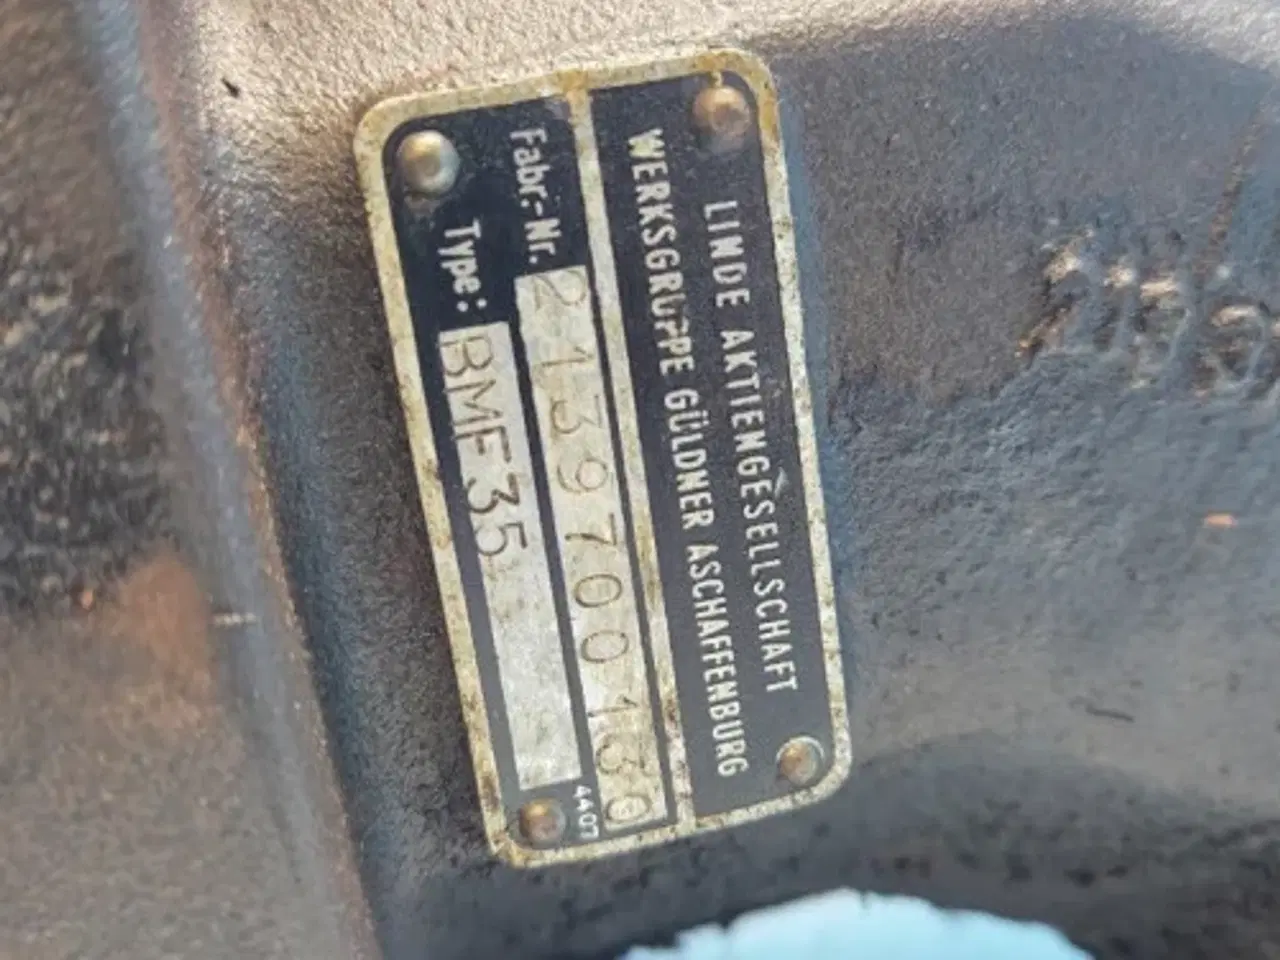 LINDE AKTIENGESELLSCHAFT
WERKSGRUPPE GÜLDNER ASCHAFFENBURG
Fabr.-Nr. 2139700130
Type: BMF35
4407